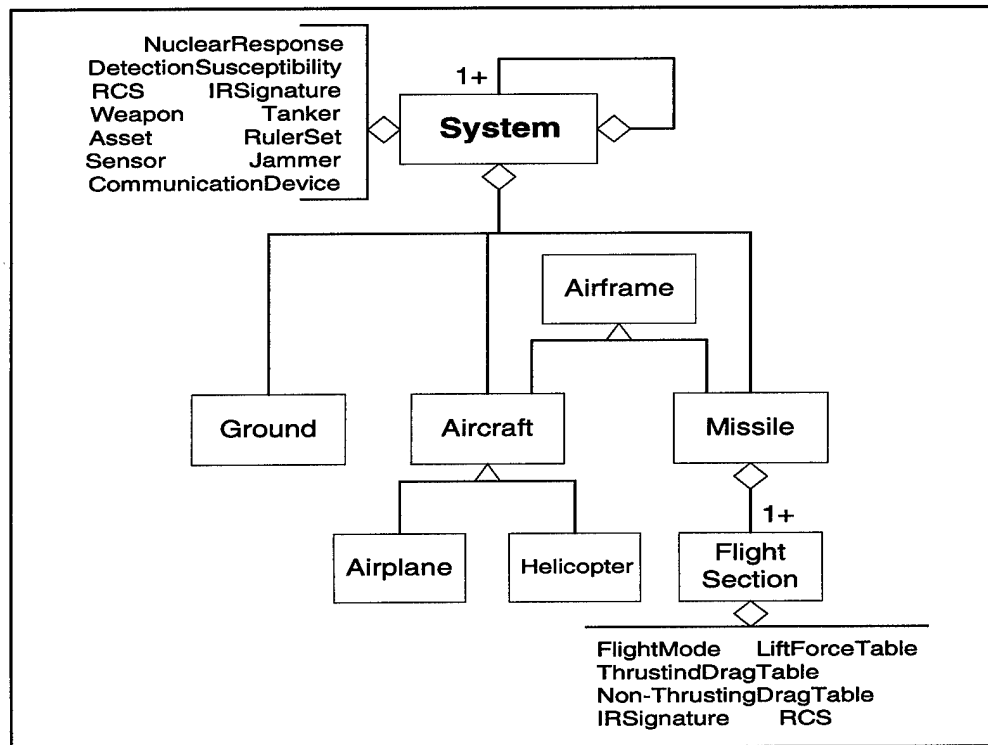 NuclearResponse
DetectionSusceptibility
RCS IRSignature
Weapon Tanker
Asset RulerSet
Sensor Jammer
CommunicationDevice
1+
System
Airframe
Ground
Aircraft
Missile
1+
Airplane
Helicopter
Flight
Section
FlightMode LiftForceTable
ThrustindDragTable
Non-ThrustingDragTable
IRSignature RCS